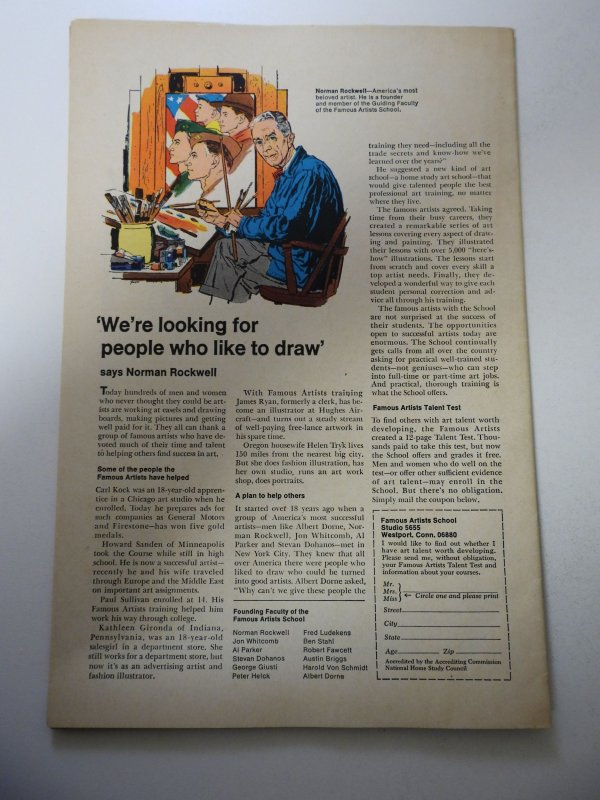 Norman Rockwell—America's most
beloved artist. He is a founder
and member of the Guiding Faculty
of the Famous Artists School.
'We're looking for
people who like to draw'
says Norman Rockwell
Today hundreds of men and women
who never thought they could be art-
ists are working at easels and drawing
boards, making pictures and getting
well paid for it. They all can thank a
group of famous artists who have de-
voted much of their time and talent
to helping others find success in art.
Some of the people the
Famous Artists have helped
Carl Kock was an 18-year-old appren-
tice in a Chicago art studio when he
enrolled. Today he prepares ads for
such companies as General Motors
and Firestone—has won five gold
medals.
Howard Sanden of Minneapolis
took the Course while still in high
school. He is now a successful artist—
recently he and his wife traveled
through Europe and the Middle East
on important art assignments.
Paul Sullivan enrolled at 14. His
Famous Artists training helped him
work his way through college.
Kathleen Gironda of Indiana,
Pennsylvania, was an 18-year-old
salesgirl in a department store. She
still works for a department store, but
now it's as an advertising artist and
fashion illustrator.
With Famous Artists training
James Ryan, formerly a clerk, has be-
come an illustrator at Hughes Air-
craft—and turns out a steady stream
of well-paying free-lance artwork in
his spare time.
Oregon housewife Helen Tryk lives
150 miles from the nearest big city.
But she does fashion illustration, has
her own studio, runs an art work
shop, does portraits.
A plan to help others
It started over 18 years ago when a
group of America's most successful
artists—men like Albert Dorne, Nor-
man Rockwell, Jon Whitcomb, Al
Parker and Stevan Dohanos—met in
New York City. They knew that all
over America there were people who
liked to draw who could be turned
into good artists. Albert Dorne asked,
"Why can't we give these people the
Founding Faculty of the
Famous Artists School
Norman Rockwell
Jon Whitcomb
Al Parker
Stevan Dohanos
George Giusti
Peter Helck
Fred Ludekens
Ben Stahl
Robert Fawcett
Austin Briggs
Harold Von Schmidt
Albert Dorne
training they need—including all the
trade secrets and know-how we've
learned over the years?"
He suggested a new kind of art
school—a home study art school—that
would give talented people the best
professional art training, no matter
where they live.
The famous artists agreed. Taking
time from their busy careers, they
created a remarkable series of art
lessons covering every aspect of draw-
ing and painting. They illustrated
their lessons with over 5,000 "here's-
how" illustrations. The lessons start
from scratch and cover every skill a
top artist needs. Finally, they de-
veloped a wonderful way to give each
student personal correction and ad-
vice all through his training.
The famous artists with the School
are not surprised at the success of
their students. The opportunities
open to successful artists today are
enormous. The School continually
gets calls from all over the country
asking for practical well-trained stu-
dents—not geniuses—who can step
into full-time or part-time art jobs.
And practical, thorough training is
what the School offers.
Famous Artists Talent Test
To find others with art talent worth
developing, the Famous Artists
created a 12-page Talent Test. Thou-
sands paid to take this test, but now
the School offers and grades it free.
Men and women who do well on the
test—or offer other sufficient evidence
of art talent—may enroll in the
School. But there's no obligation.
Simply mail the coupon below.
Famous Artists School
Studio 5655
Westport, Conn. 06880
I would like to find out whether I
have art talent worth developing.
Please send me, without obligation,
your Famous Artists Talent Test and
information about your courses.
Mr.
Mrs.
Miss
← Circle one and please print
Street
City
State
Age Zip
Accredited by the Accrediting Commission
National Home Study Council